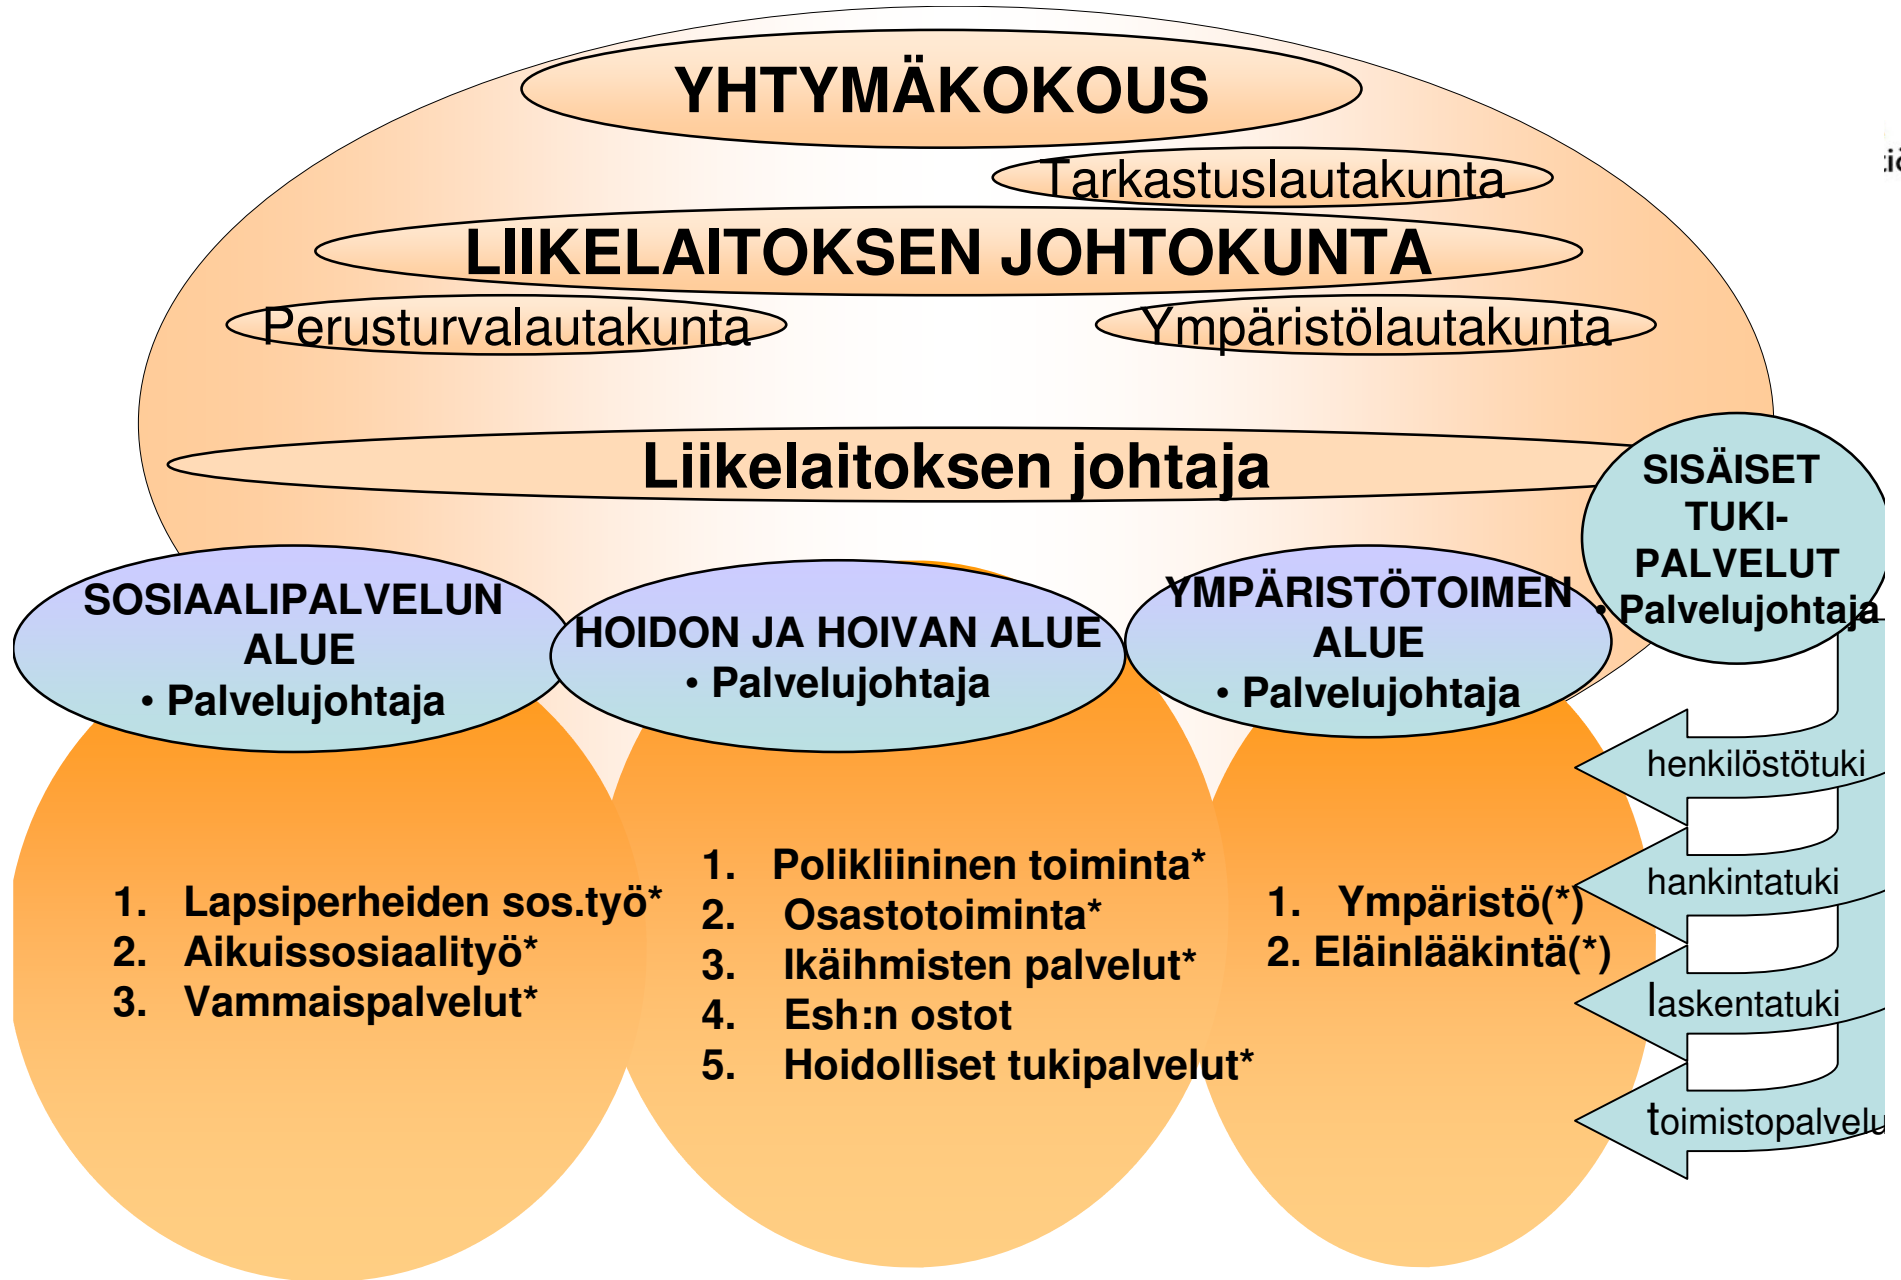 YHTYMÄKOKOUS
Tarkastuslautakunta
LIIKELAITOKSEN JOHTOKUNTA
Perusturvalautakunta
Ympäristölautakunta
Liikelaitoksen johtaja
SISÄISET
TUKI-
PALVELUT
• Palvelujohtaja
SOSIAALIPALVELUN
ALUE
• Palvelujohtaja
HOIDON JA HOIVAN ALUE
• Palvelujohtaja
YMPÄRISTÖTOIMEN
ALUE
• Palvelujohtaja
1. Lapsiperheiden sos.työ*
2. Aikuissosiaalityö*
3. Vammaispalvelut*
1. Polikliininen toiminta*
2. Osastotoiminta*
3. Ikäihmisten palvelut*
4. Esh:n ostot
5. Hoidolliset tukipalvelut*
1. Ympäristö(*)
2. Eläinlääkintä(*)
henkilöstötuki
hankintatuki
laskentatuki
toimistopalvelu